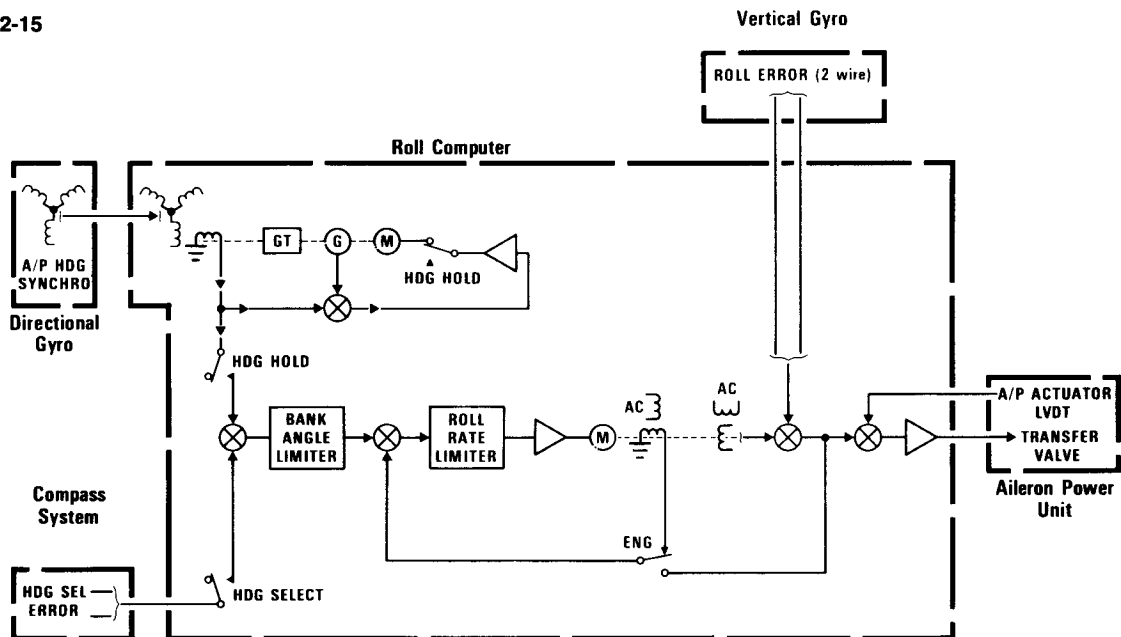 2-15
Vertical Gyro
ROLL ERROR (2 wire)
Roll Computer
A/P HDG
SYNCHRO
Directional
Gyro
GT
G
M
HDG HOLD
HDG HOLD
BANK
ANGLE
LIMITER
ROLL
RATE
LIMITER
M
AC
AC
A/P ACTUATOR
LVDT
TRANSFER
VALVE
Aileron Power
Unit
Compass
System
ENG
HDG SEL
ERROR
HDG SELECT